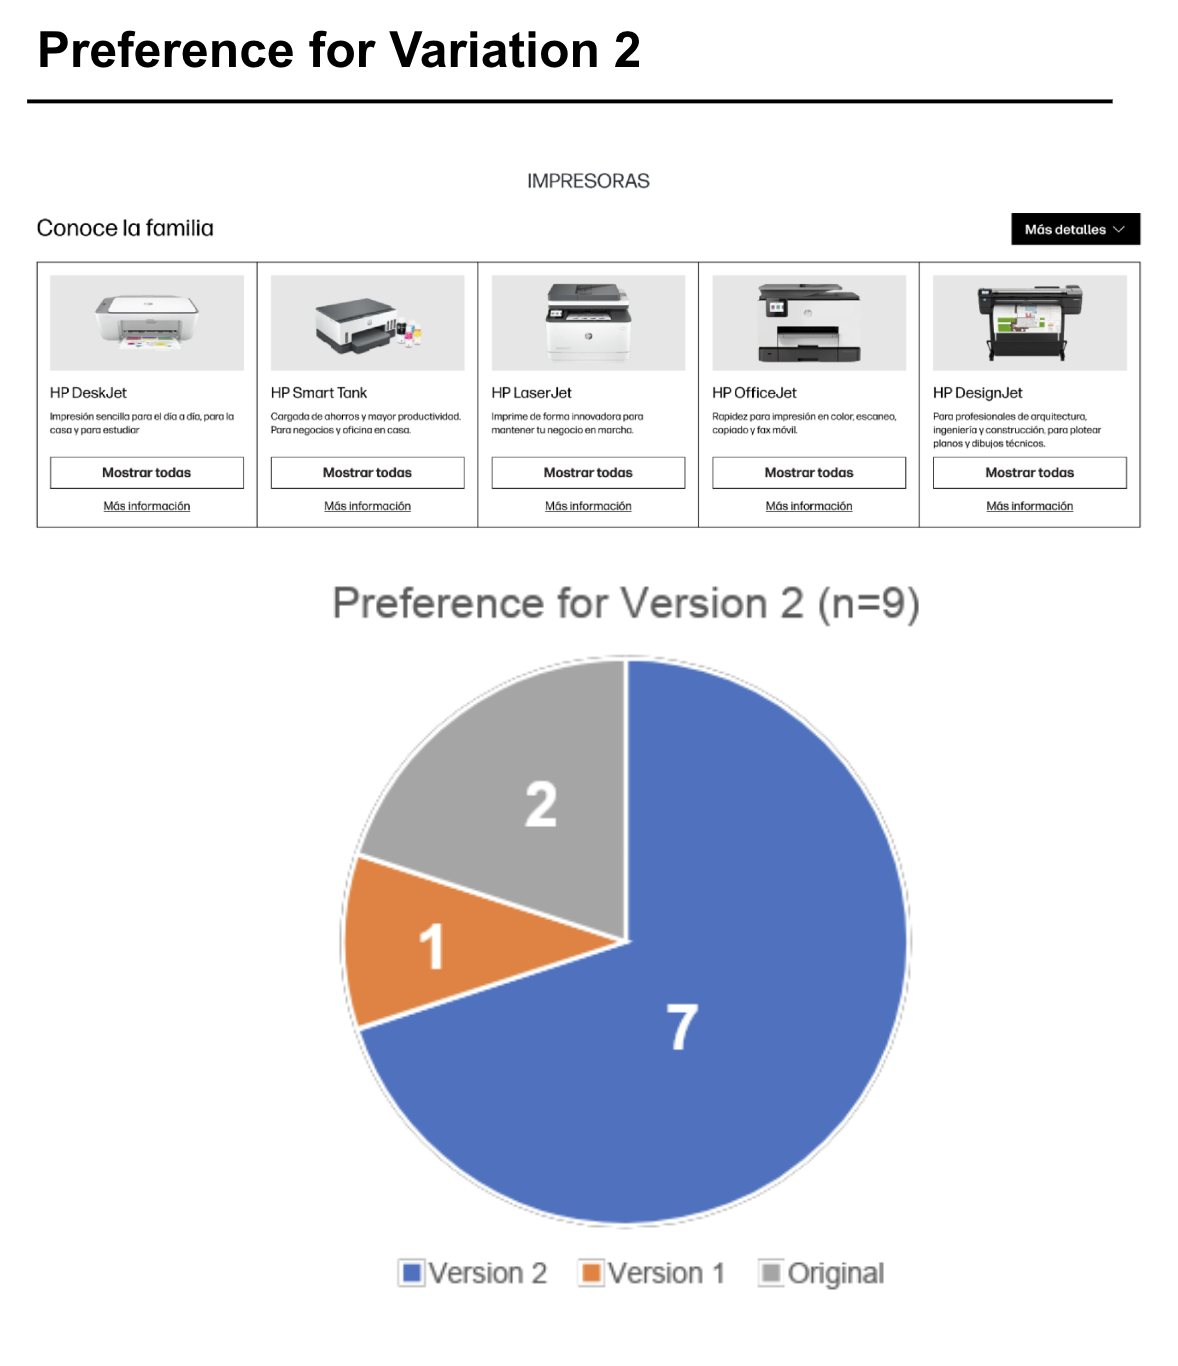 Preference for Variation 2
IMPRESORAS
Conoce la familia
Más detalles
HP DeskJet
Impresión sencilla para el día a día, para la
casa y para estudiar
Mostrar todas
Más información
HP Smart Tank
Cargada de ahorros y mayor productividad.
Para negocios y oficina en casa.
Mostrar todas
Más información
HP LaserJet
Imprime de forma innovadora para
mantener tu negocio en marcha.
Mostrar todas
Más información
HP OfficeJet
Rapidez para impresión en color, escaneo,
copiado y fax móvil.
Mostrar todas
Más información
HP DesignJet
Para profesionales de arquitectura,
ingeniería y construcción, para plotear
planos y dibujos técnicos.
Mostrar todas
Más información
Preference for Version 2 (n=9)
2
1
7
Version 2
Version 1
Original